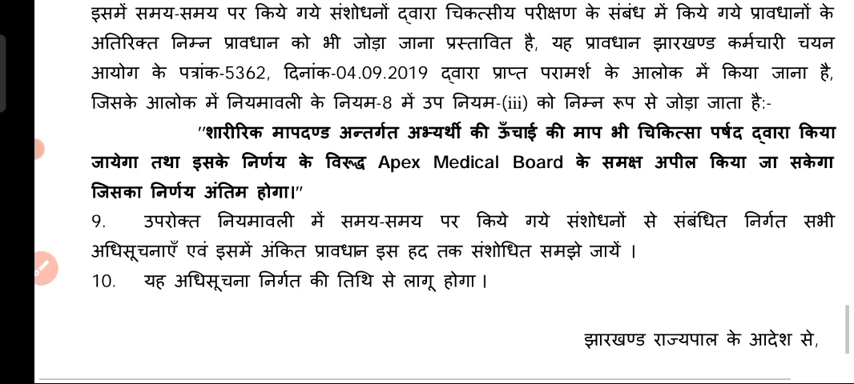 इसमें समय-समय पर किये गये संशोधनों द्वारा चिकत्सीय परीक्षण के संबंध में किये गये प्रावधानों के
अतिरिक्त निम्न प्रावधान को भी जोड़ा जाना प्रस्तावित है, यह प्रावधान झारखण्ड कर्मचारी चयन
आयोग के पत्रांक-5362, दिनांक-04.09.2019 द्वारा प्राप्त परामर्श के आलोक में किया जाना है,
जिसके आलोक में नियमावली के नियम-8 में उप नियम-(iii) को निम्न रूप से जोड़ा जाता है:-
''शारीरिक मापदण्ड अन्तर्गत अभ्यर्थी की ऊँचाई की माप भी चिकित्सा पर्षद द्वारा किया
जायेगा तथा इसके निर्णय के विरूद्ध Apex Medical Board के समक्ष अपील किया जा सकेगा
जिसका निर्णय अंतिम होगा।''
9. उपरोक्त नियमावली में समय-समय पर किये गये संशोधनों से संबंधित निर्गत सभी
अधिसूचनाएँ एवं इसमें अंकित प्रावधान इस हद तक संशोधित समझे जायें ।
10. यह अधिसूचना निर्गत की तिथि से लागू होगा ।
झारखण्ड राज्यपाल के आदेश से,